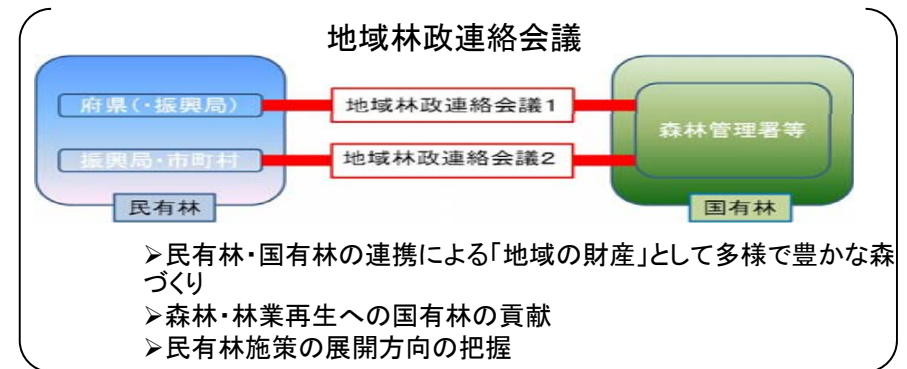 地域林政連絡会議
府県(・振興局)
地域林政連絡会議1
森林管理署等
振興局・市町村
地域林政連絡会議2
民有林
国有林
➢民有林・国有林の連携による「地域の財産」として多様で豊かな森
づくり
➢森林・林業再生への国有林の貢献
➢民有林施策の展開方向の把握